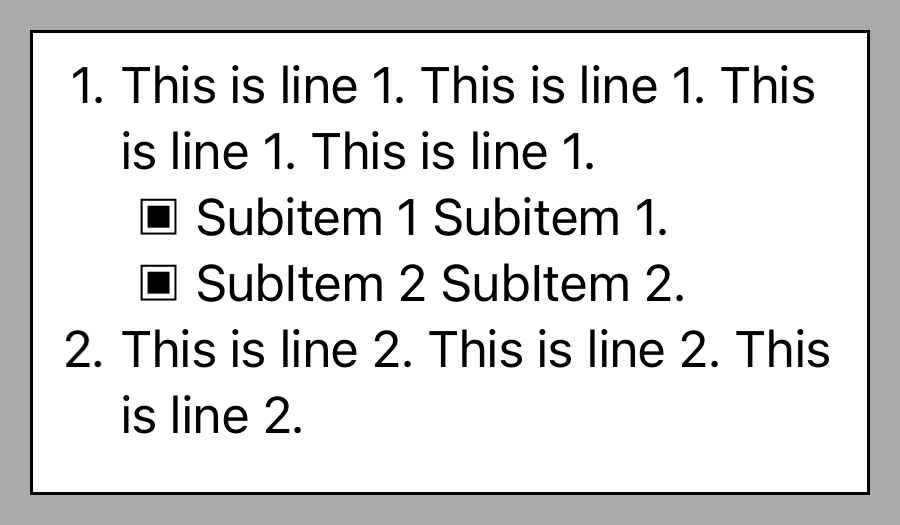 1. This is line 1. This is line 1. This
is line 1. This is line 1.
▣ Subitem 1 Subitem 1.
▣ SubItem 2 SubItem 2.
2. This is line 2. This is line 2. This
is line 2.